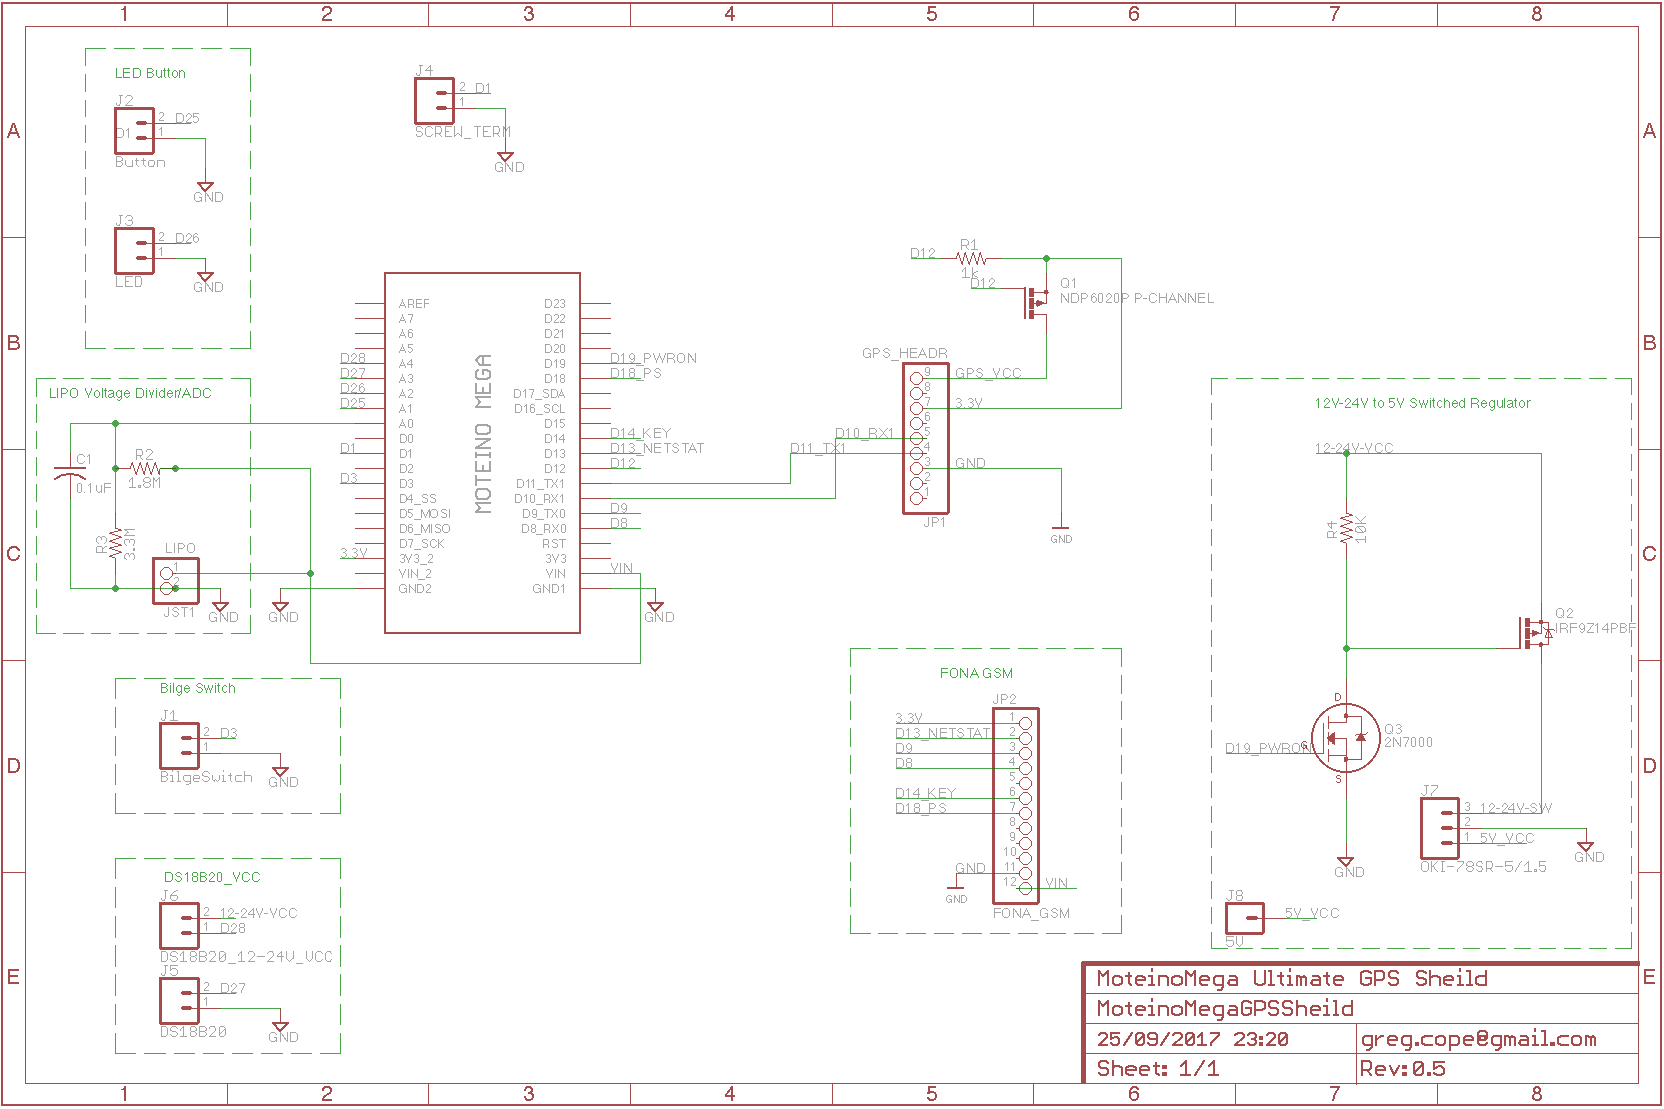 1 2 3 4 5 6 7 8
A A
B B
C C
D D
E E
LED Button
J2
2 D25
D1 1
Button
GND
J3
2 D26
1
LED
GND
J4
2 D1
1
SCREW_TERM
GND
LIPO Voltage Divider/ADC
C1
0.1uF
R2
1.8M
R3
3.3M
LIPO
1
2
JST1
GND
GND
D28
D27
D26
D25
D1
D3
3.3V
AREF
A7
A6
A5
A4
A3
A2
A1
A0
D0
D1
D2
D3
D4_SS
D5_MOSI
D6_MISO
D7_SCK
3V3_2
VIN_2
GND2
MOTEINO MEGA
D23
D22
D21
D20
D19
D18
D17_SDA
D16_SCL
D15
D14
D13
D12
D11_TX1
D10_RX1
D9_TX0
D8_RX0
RST
3V3
VIN
GND1
D19_PWRON
D18_PS
D14_KEY
D13_NETSTAT
D12
D9
D8
VIN
GND
D12
R1
1k
D12
Q1
NDP6020P P-CHANNEL
GPS_HEADR
9 GPS_VCC
8
7 3.3V
6
D10_RX1 5
D11_TX1 4
3 GND
2
1
JP1
GND
12V-24V to 5V Switched Regulator
12-24V-VCC
R4
10K
Q2
IRF9Z14PBF
D
G
S
Q3
2N7000
D19_PWRON
GND
J7
3 12-24V-SW
2
1 5V_VCC
OKI-78SR-5/1.5
GND
J8
5V_VCC
5V
FONA GSM
JP2
3.3V 1
D13_NETSTAT 2
D9 3
D8 4
5
D14_KEY 6
D18_PS 7
8
9
10
GND 11
12 VIN
GND
FONA_GSM
Bilge Switch
J1
2 D3
1
BilgeSwitch
GND
DS18B20_VCC
J6
2 12-24V-VCC
1 D28
DS18B20_12-24V_VCC
J5
2 D27
1
DS18B20
GND
MoteinoMega Ultimate GPS Sheild
MoteinoMegaGPSSheild
25/09/2017 23:20 greg.cope@gmail.com
Sheet: 1/1 Rev:0.5
1 2 3 4 5 6 7 8